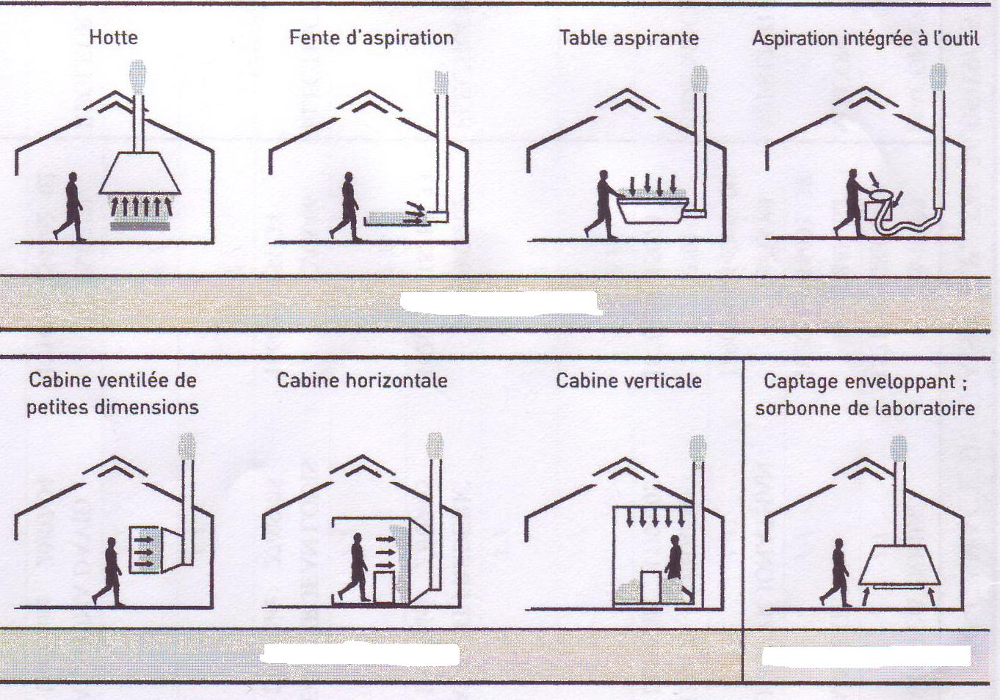 Hotte
Fente d'aspiration
Table aspirante
Aspiration intégrée à l'outil
Cabine ventilée de
petites dimensions
Cabine horizontale
Cabine verticale
Captage enveloppant ;
sorbonne de laboratoire